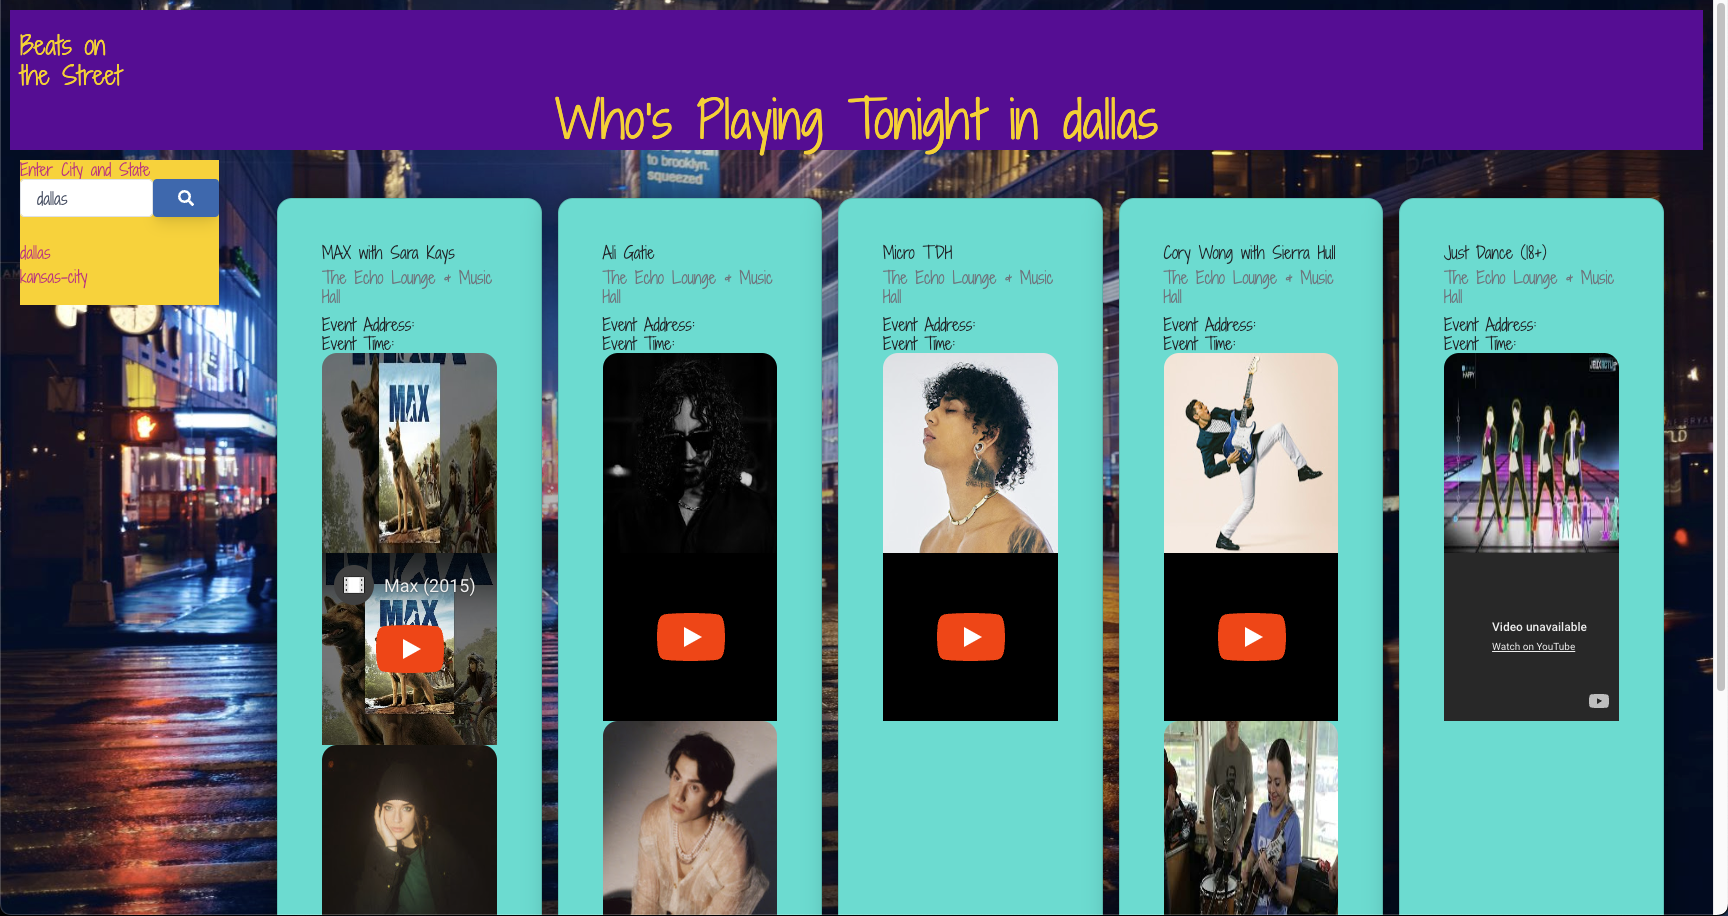 Beats on
the Street
Who's Playing Tonight in dallas
Enter City and State
dallas
dallas
kansas-city
to brooklyn.
squeezed
MAX with Sara Kays
The Echo Lounge & Music
Hall
Event Address:
Event Time:
MAX
Max (2015)
MAX
Ali Gatie
The Echo Lounge & Music
Hall
Event Address:
Event Time:
Micro TDH
The Echo Lounge & Music
Hall
Event Address:
Event Time:
Cory Wong with Sierra Hull
The Echo Lounge & Music
Hall
Event Address:
Event Time:
Just Dance (18+)
The Echo Lounge & Music
Hall
Event Address:
Event Time:
Video unavailable
Watch on YouTube